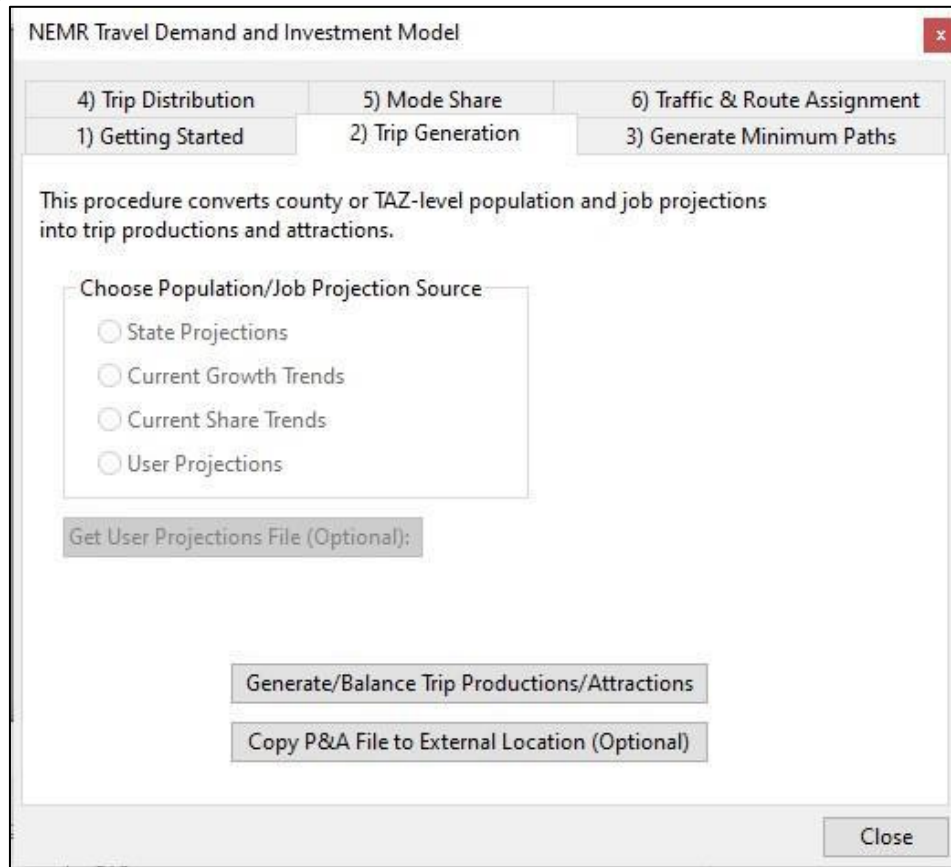 NEMR Travel Demand and Investment Model
x
4) Trip Distribution
5) Mode Share
6) Traffic & Route Assignment
1) Getting Started
2) Trip Generation
3) Generate Minimum Paths
This procedure converts county or TAZ-level population and job projections
into trip productions and attractions.
Choose Population/Job Projection Source
State Projections
Current Growth Trends
Current Share Trends
User Projections
Get User Projections File (Optional):
Generate/Balance Trip Productions/Attractions
Copy P&A File to External Location (Optional)
Close